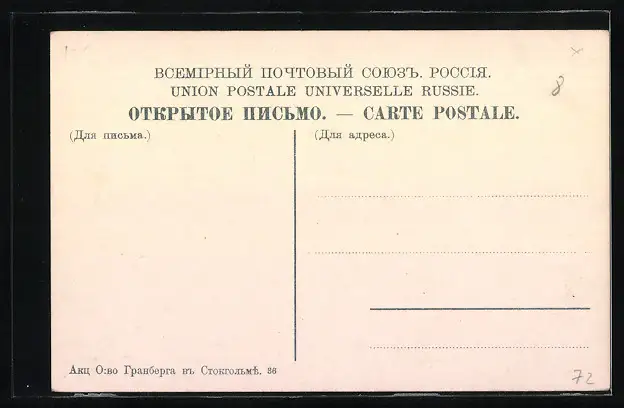 ВСЕМІРНЫЙ ПОЧТОВЫЙ СОЮЗЪ. РОССІЯ.
UNION POSTALE UNIVERSELLE RUSSIE.
8
ОТКРЫТОЕ ПИСЬМО. — CARTE POSTALE.
(Для письма.)
(Для адреса.)
Акц О:во Гранберга въ Стокгольмѣ. 36
72